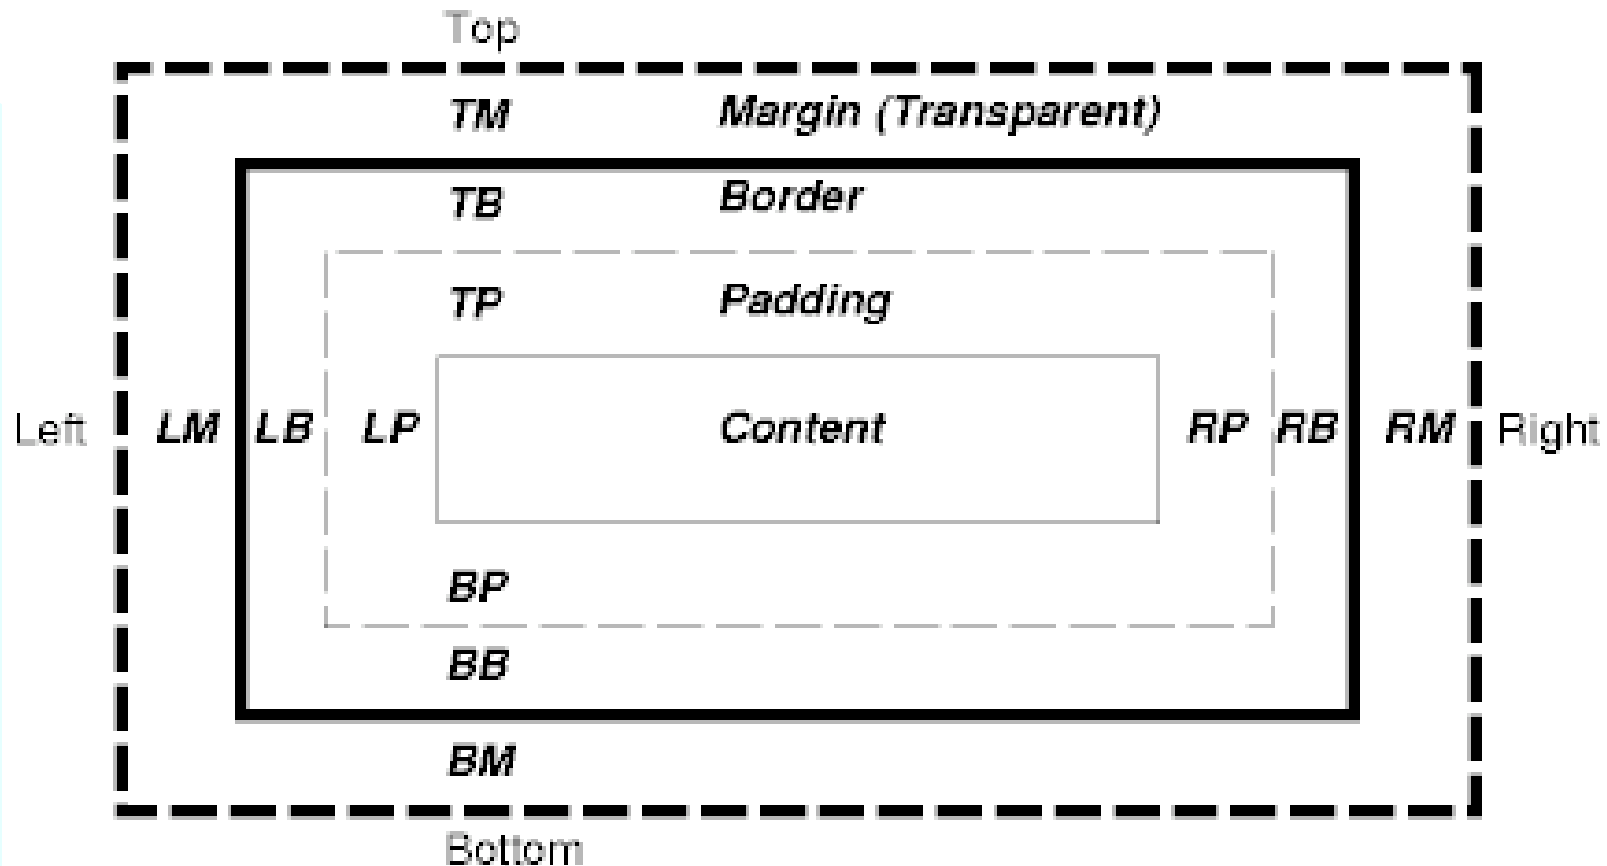 Top
TM Margin (Transparent)
TB Border
TP Padding
Left LM LB LP Content RP RB RM Right
BP
BB
BM
Bottom